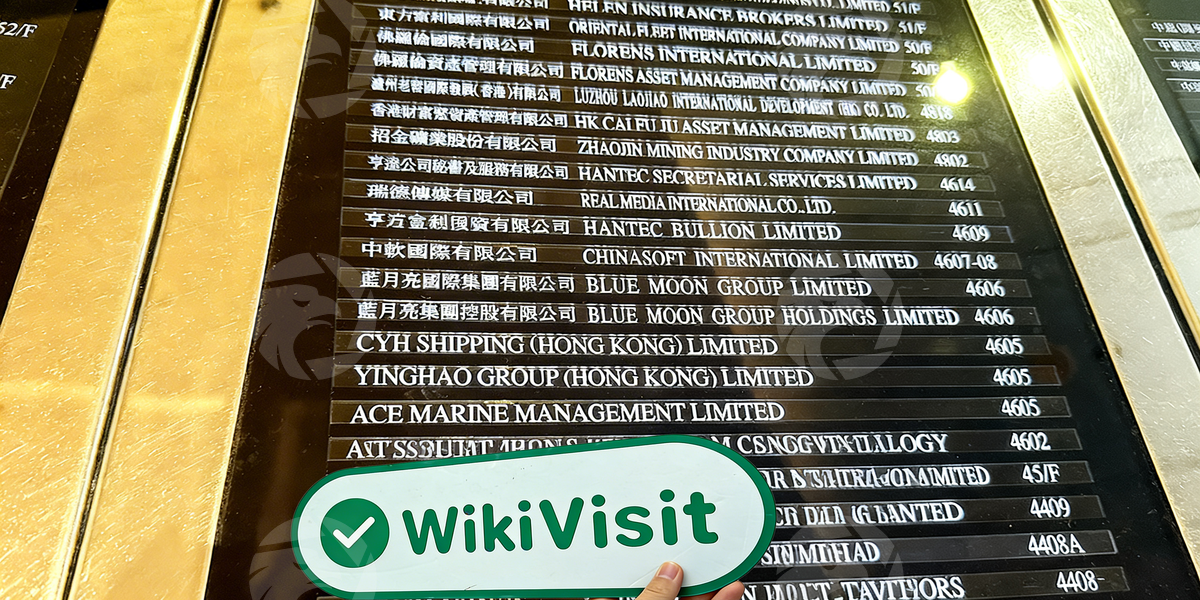 52/F
/F
HELEN INSURANCE BROKERS LIMITED 51/F
東方富利國際有限公司 ORIENTAL FLEET INTERNATIONAL COMPANY LIMITED 50/F
佛羅倫國際有限公司 FLORENS INTERNATIONAL LIMITED 50/F
佛羅倫資產管理有限公司 FLORENS ASSET MANAGEMENT COMPANY LIMITED
瀘州老窖國際發展(香港)有限公司 LUZHOU LAOJIAO INTERNATIONAL DEVELOPMENT (HK) CO. LTD. 4818
香港財富聚資產管理有限公司 HK CAI FU JU ASSET MANAGEMENT LIMITED 4803
招金礦業股份有限公司 ZHAOJIN MINING INDUSTRY COMPANY LIMITED 4802
亨達公司秘書及服務有限公司 HANTEC SECRETARIAL SERVICES LIMITED 4614
瑞德傳媒有限公司 REAL MEDIA INTERNATIONAL CO., LTD. 4611
HANTEC BULLION LIMITED 4609
中軟國際有限公司 CHINASOFT INTERNATIONAL LIMITED 4607-08
藍月亮國際集團有限公司 BLUE MOON GROUP LIMITED 4606
藍月亮集團控股有限公司 BLUE MOON GROUP HOLDINGS LIMITED 4606
CYH SHIPPING (HONG KONG) LIMITED 4605
YINGHAO GROUP (HONG KONG) LIMITED 4605
ACE MARINE MANAGEMENT LIMITED 4605
4602
45/F
4409
4408A
4408-
WikiVisit